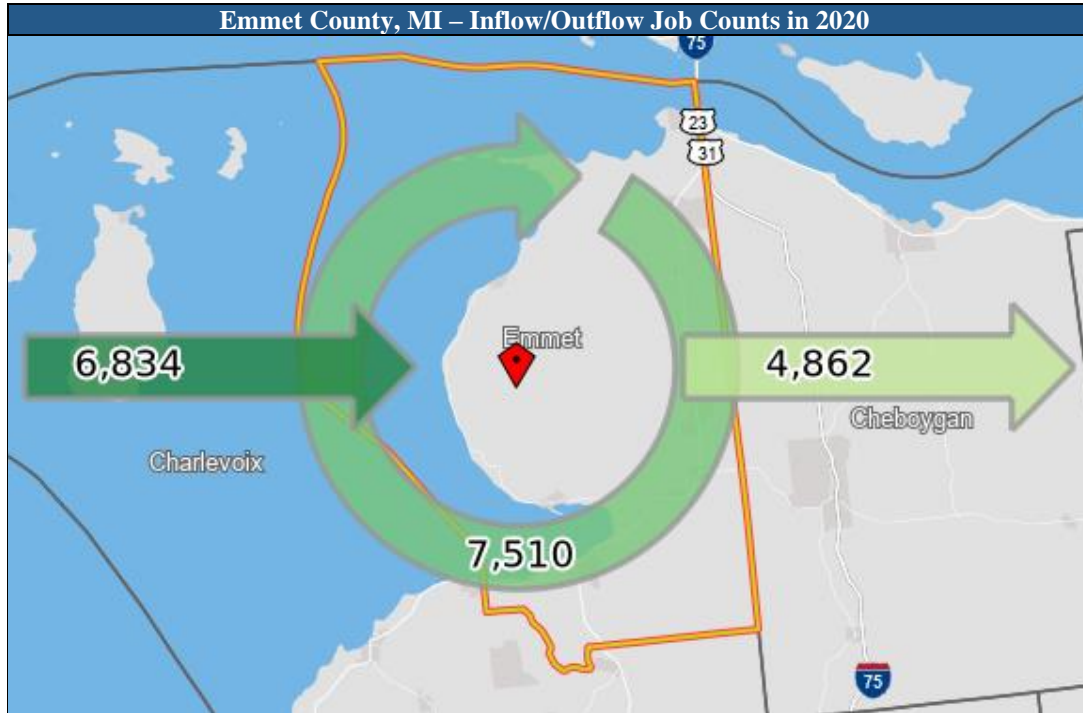 Emmet County, MI – Inflow/Outflow Job Counts in 2020
75
23
31
Emmet
6,834
4,862
Cheboygan
Charlevoix
7,510
75